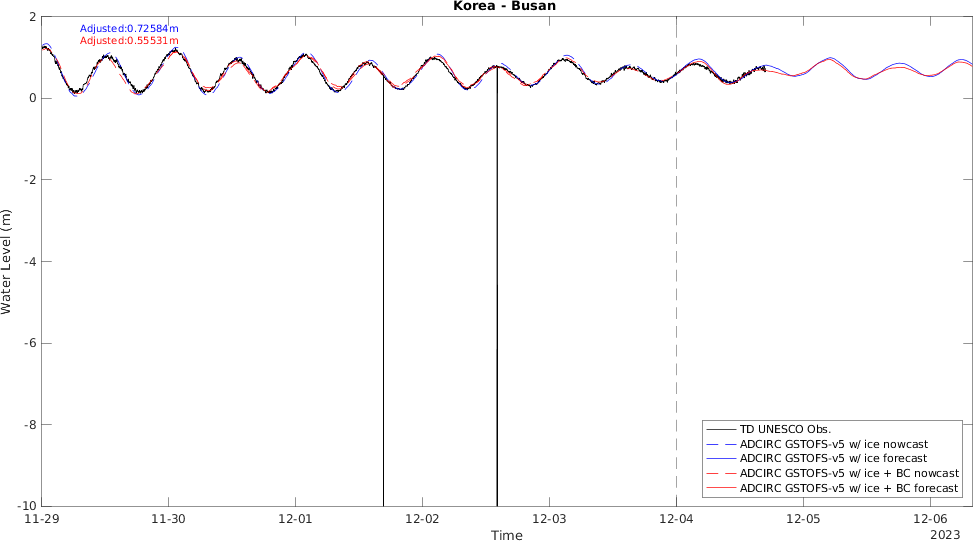 Korea - Busan
Adjusted:0.72584m
Adjusted:0.55531m
2
0
-2
-4
-6
-8
-10
Water Level (m)
11-29
11-30
12-01
12-02
12-03
12-04
12-05
12-06
Time
2023
TD UNESCO Obs.
ADCIRC GSTOFS-v5 w/ ice nowcast
ADCIRC GSTOFS-v5 w/ ice forecast
ADCIRC GSTOFS-v5 w/ ice + BC nowcast
ADCIRC GSTOFS-v5 w/ ice + BC forecast